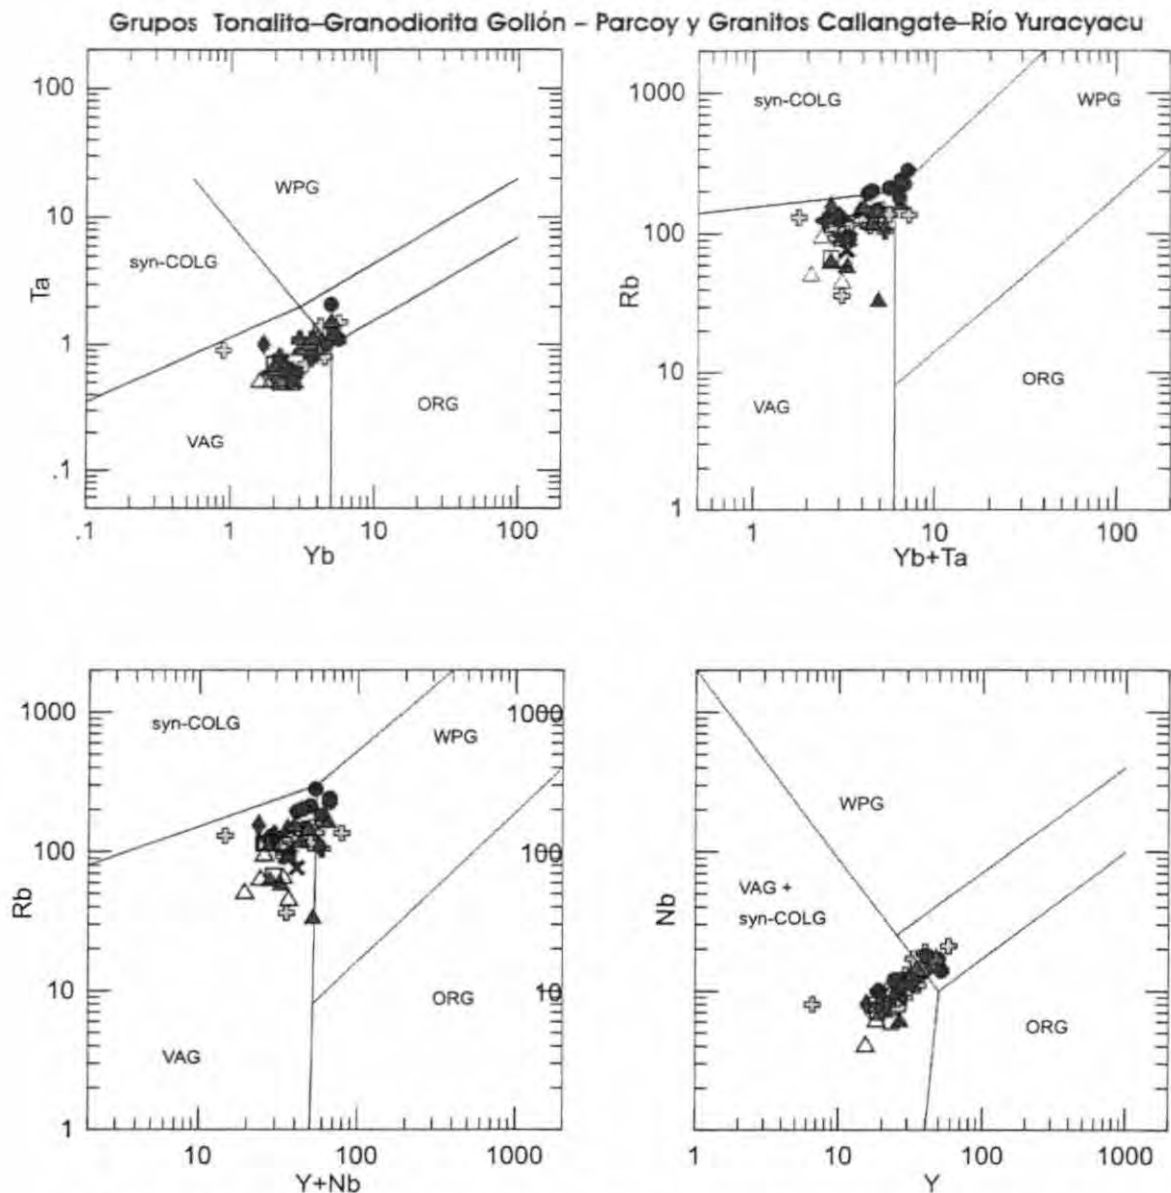 Grupos Tonalita–Granodiorita Gollón – Parcoy y Granitos Callangate–Río Yuracyacu
100
10
1
.1
Ta
WPG
syn-COLG
VAG
ORG
.1
1
10
100
Yb
1000
100
10
1
Rb
syn-COLG
WPG
VAG
ORG
1
10
100
Yb+Ta
1000
100
10
1
Rb
syn-COLG
WPG
VAG
ORG
10
100
1000
Y+Nb
1000
100
10
Nb
WPG
VAG +
syn-COLG
ORG
1
10
100
1000
Y